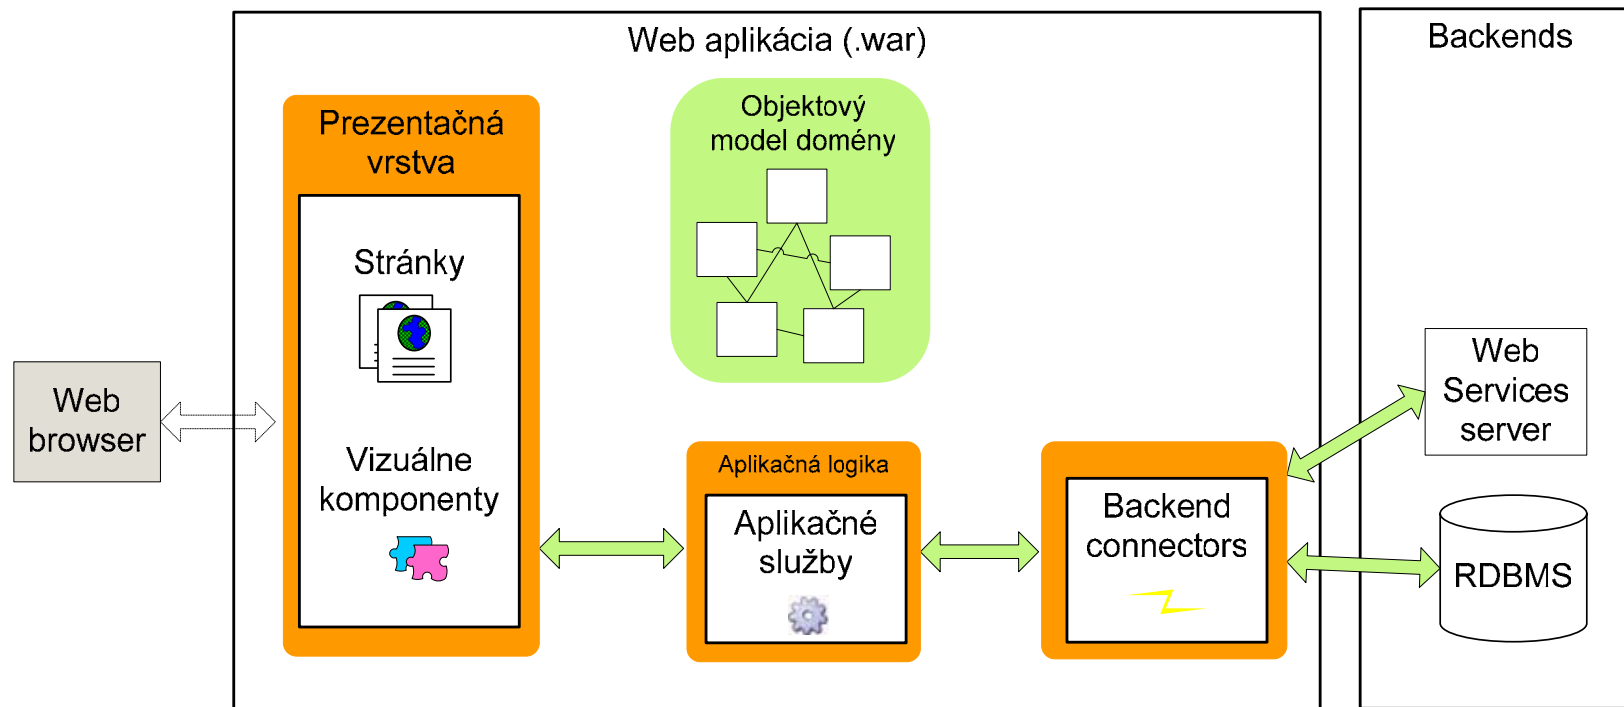 Web aplikácia (.war)
Backends
Prezentačná
vrstva
Objektový
model domény
Stránky
Vizuálne
komponenty
Web
browser
Aplikačná logika
Aplikačné
služby
Backend
connectors
Web
Services
server
RDBMS